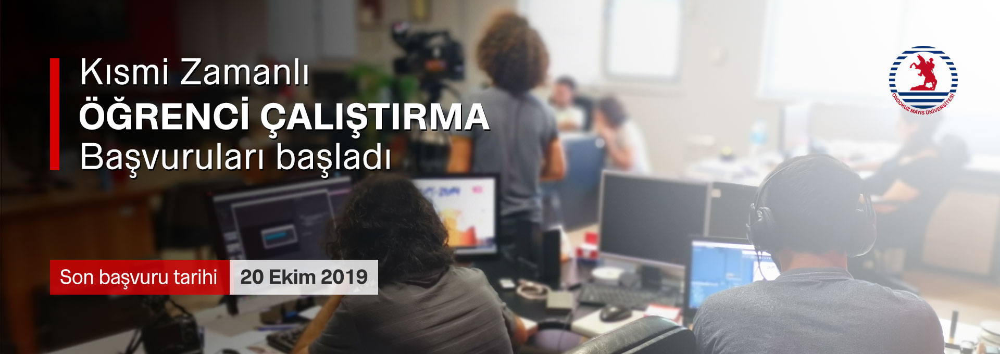 Kısmi Zamanlı
ÖĞRENCİ ÇALIŞTIRMA
Başvuruları başladı
Son başvuru tarihi 20 Ekim 2019
ONDOKUZ MAYIS ÜNİVERSİTESİ